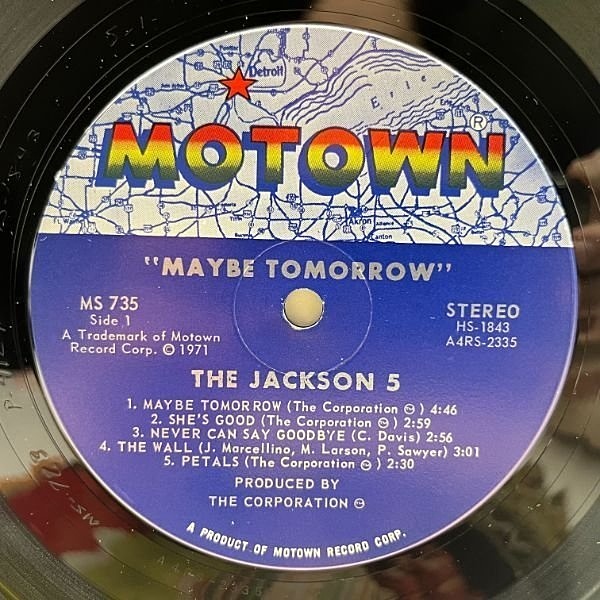 Detroit
Erie
MOTOWN®
Akron
Alliance
Canton
"MAYBE TOMORROW"
MS 735
Side 1
A Trademark of Motown
Record Corp. © 1971
STEREO
HS-1843
A4RS-2335
THE JACKSON 5
1. MAYBE TOMORROW (The Corporation) 4:46
2. SHE'S GOOD (The Corporation) 2:59
3. NEVER CAN SAY GOODBYE (C. Davis) 2:56
4. THE WALL (J. Marcellino, M. Larson, P. Sawyer) 3:01
5. PETALS (The Corporation) 2:30
PRODUCED BY
THE CORPORATION
A PRODUCT OF MOTOWN RECORD CORP.